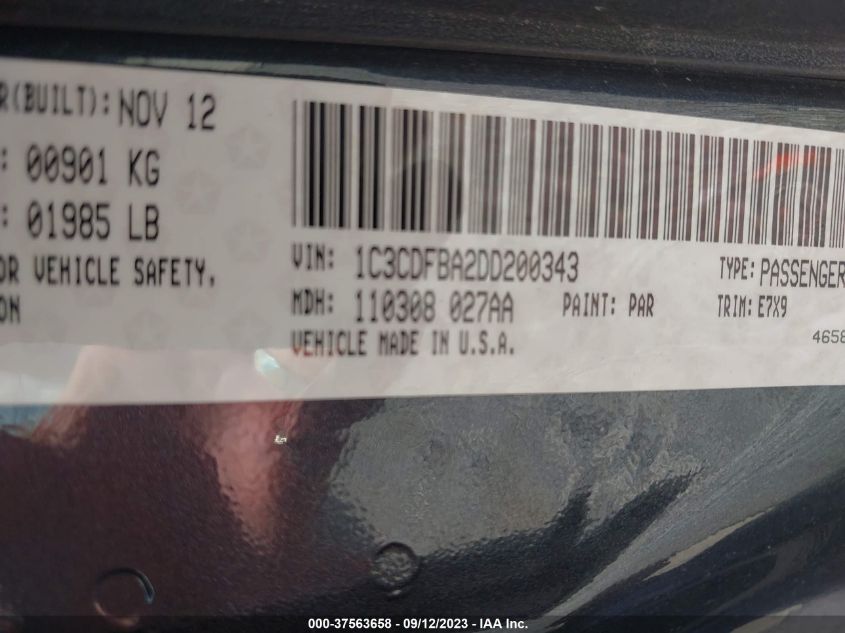 R(BUILT): NOV 12
: 00901 KG
: 01985 LB
OR VEHICLE SAFETY,
ON
VIN: 1C3CDFBA2DD200343
TYPE: PASSENGER
MDH: 110308 027AA
PAINT: PAR
TRIM: E7X9
VEHICLE MADE IN U.S.A.
4658
000-37563658 - 09/12/2023 - IAA Inc.